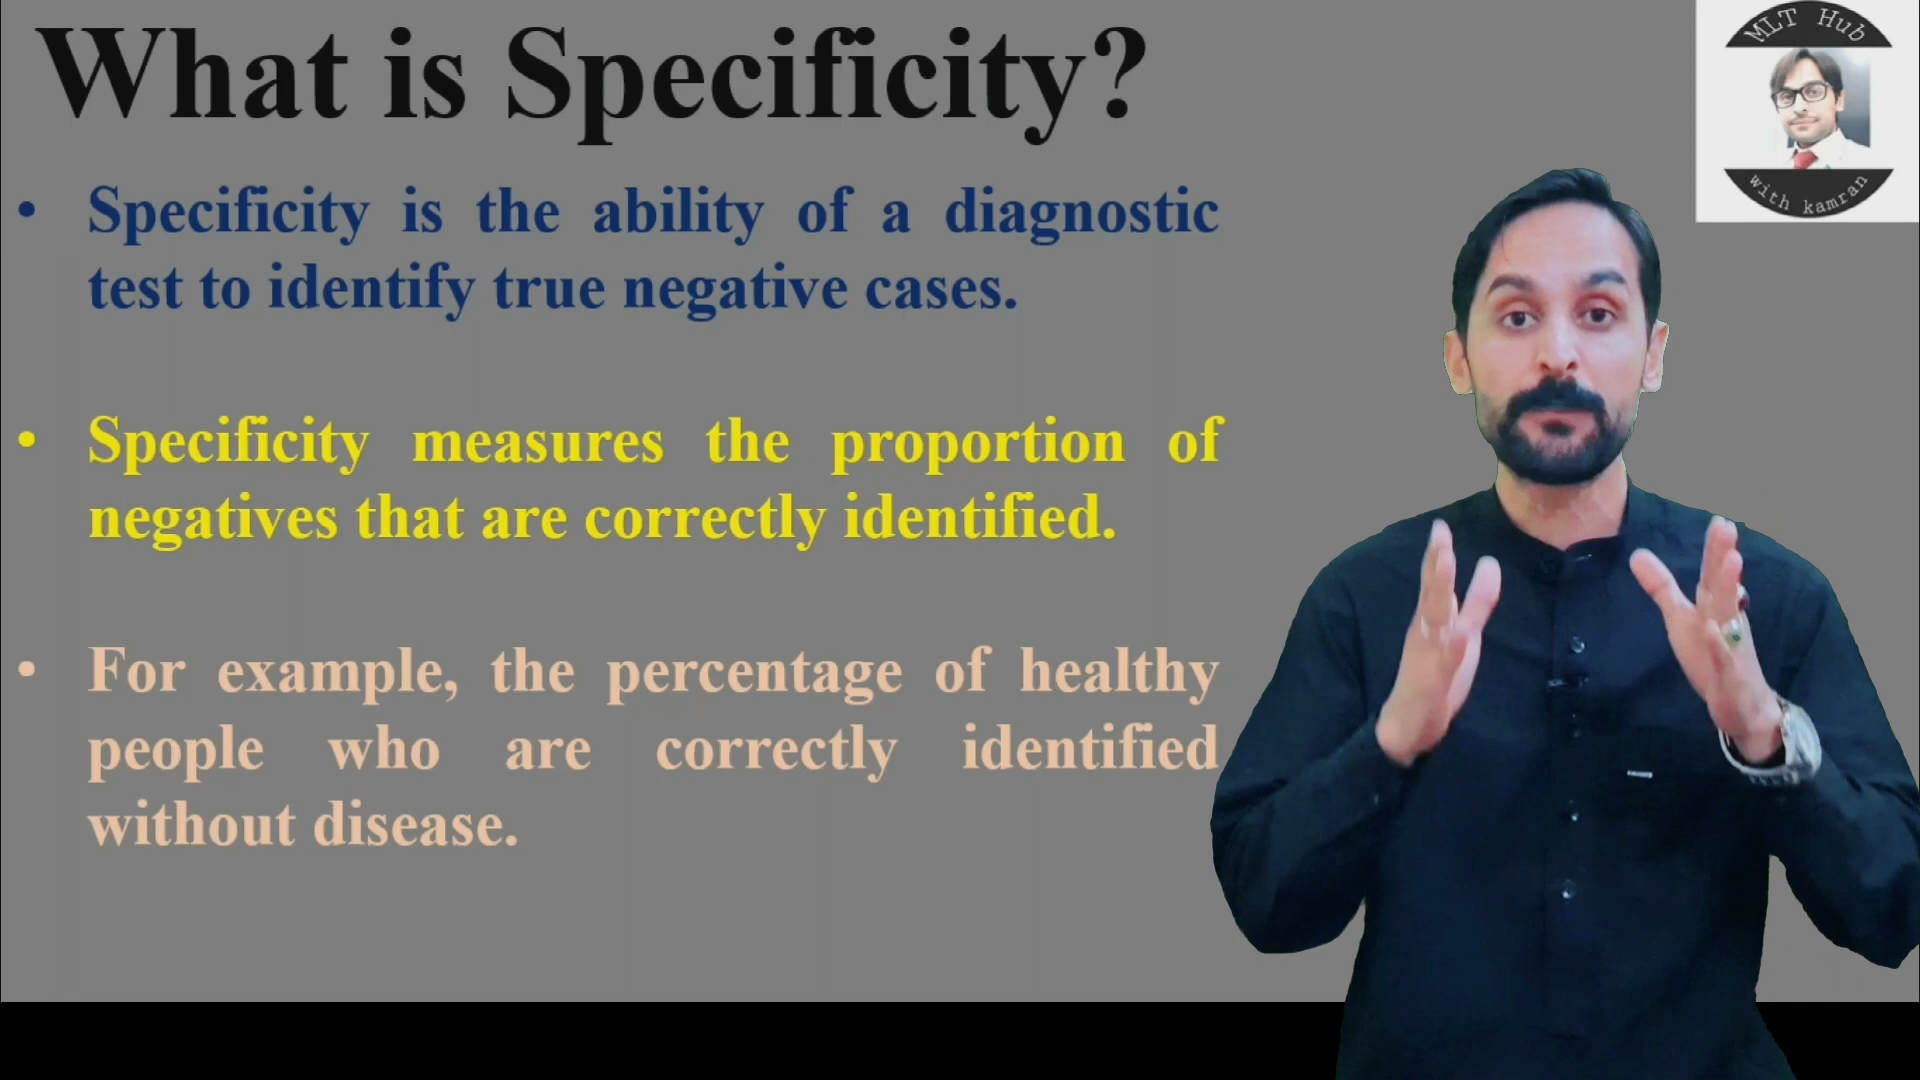 What is Specificity?
MLT Hub
with kamran
• Specificity is the ability of a diagnostic
test to identify true negative cases.
• Specificity measures the proportion of
negatives that are correctly identified.
• For example, the percentage of healthy
people who are correctly identified
without disease.